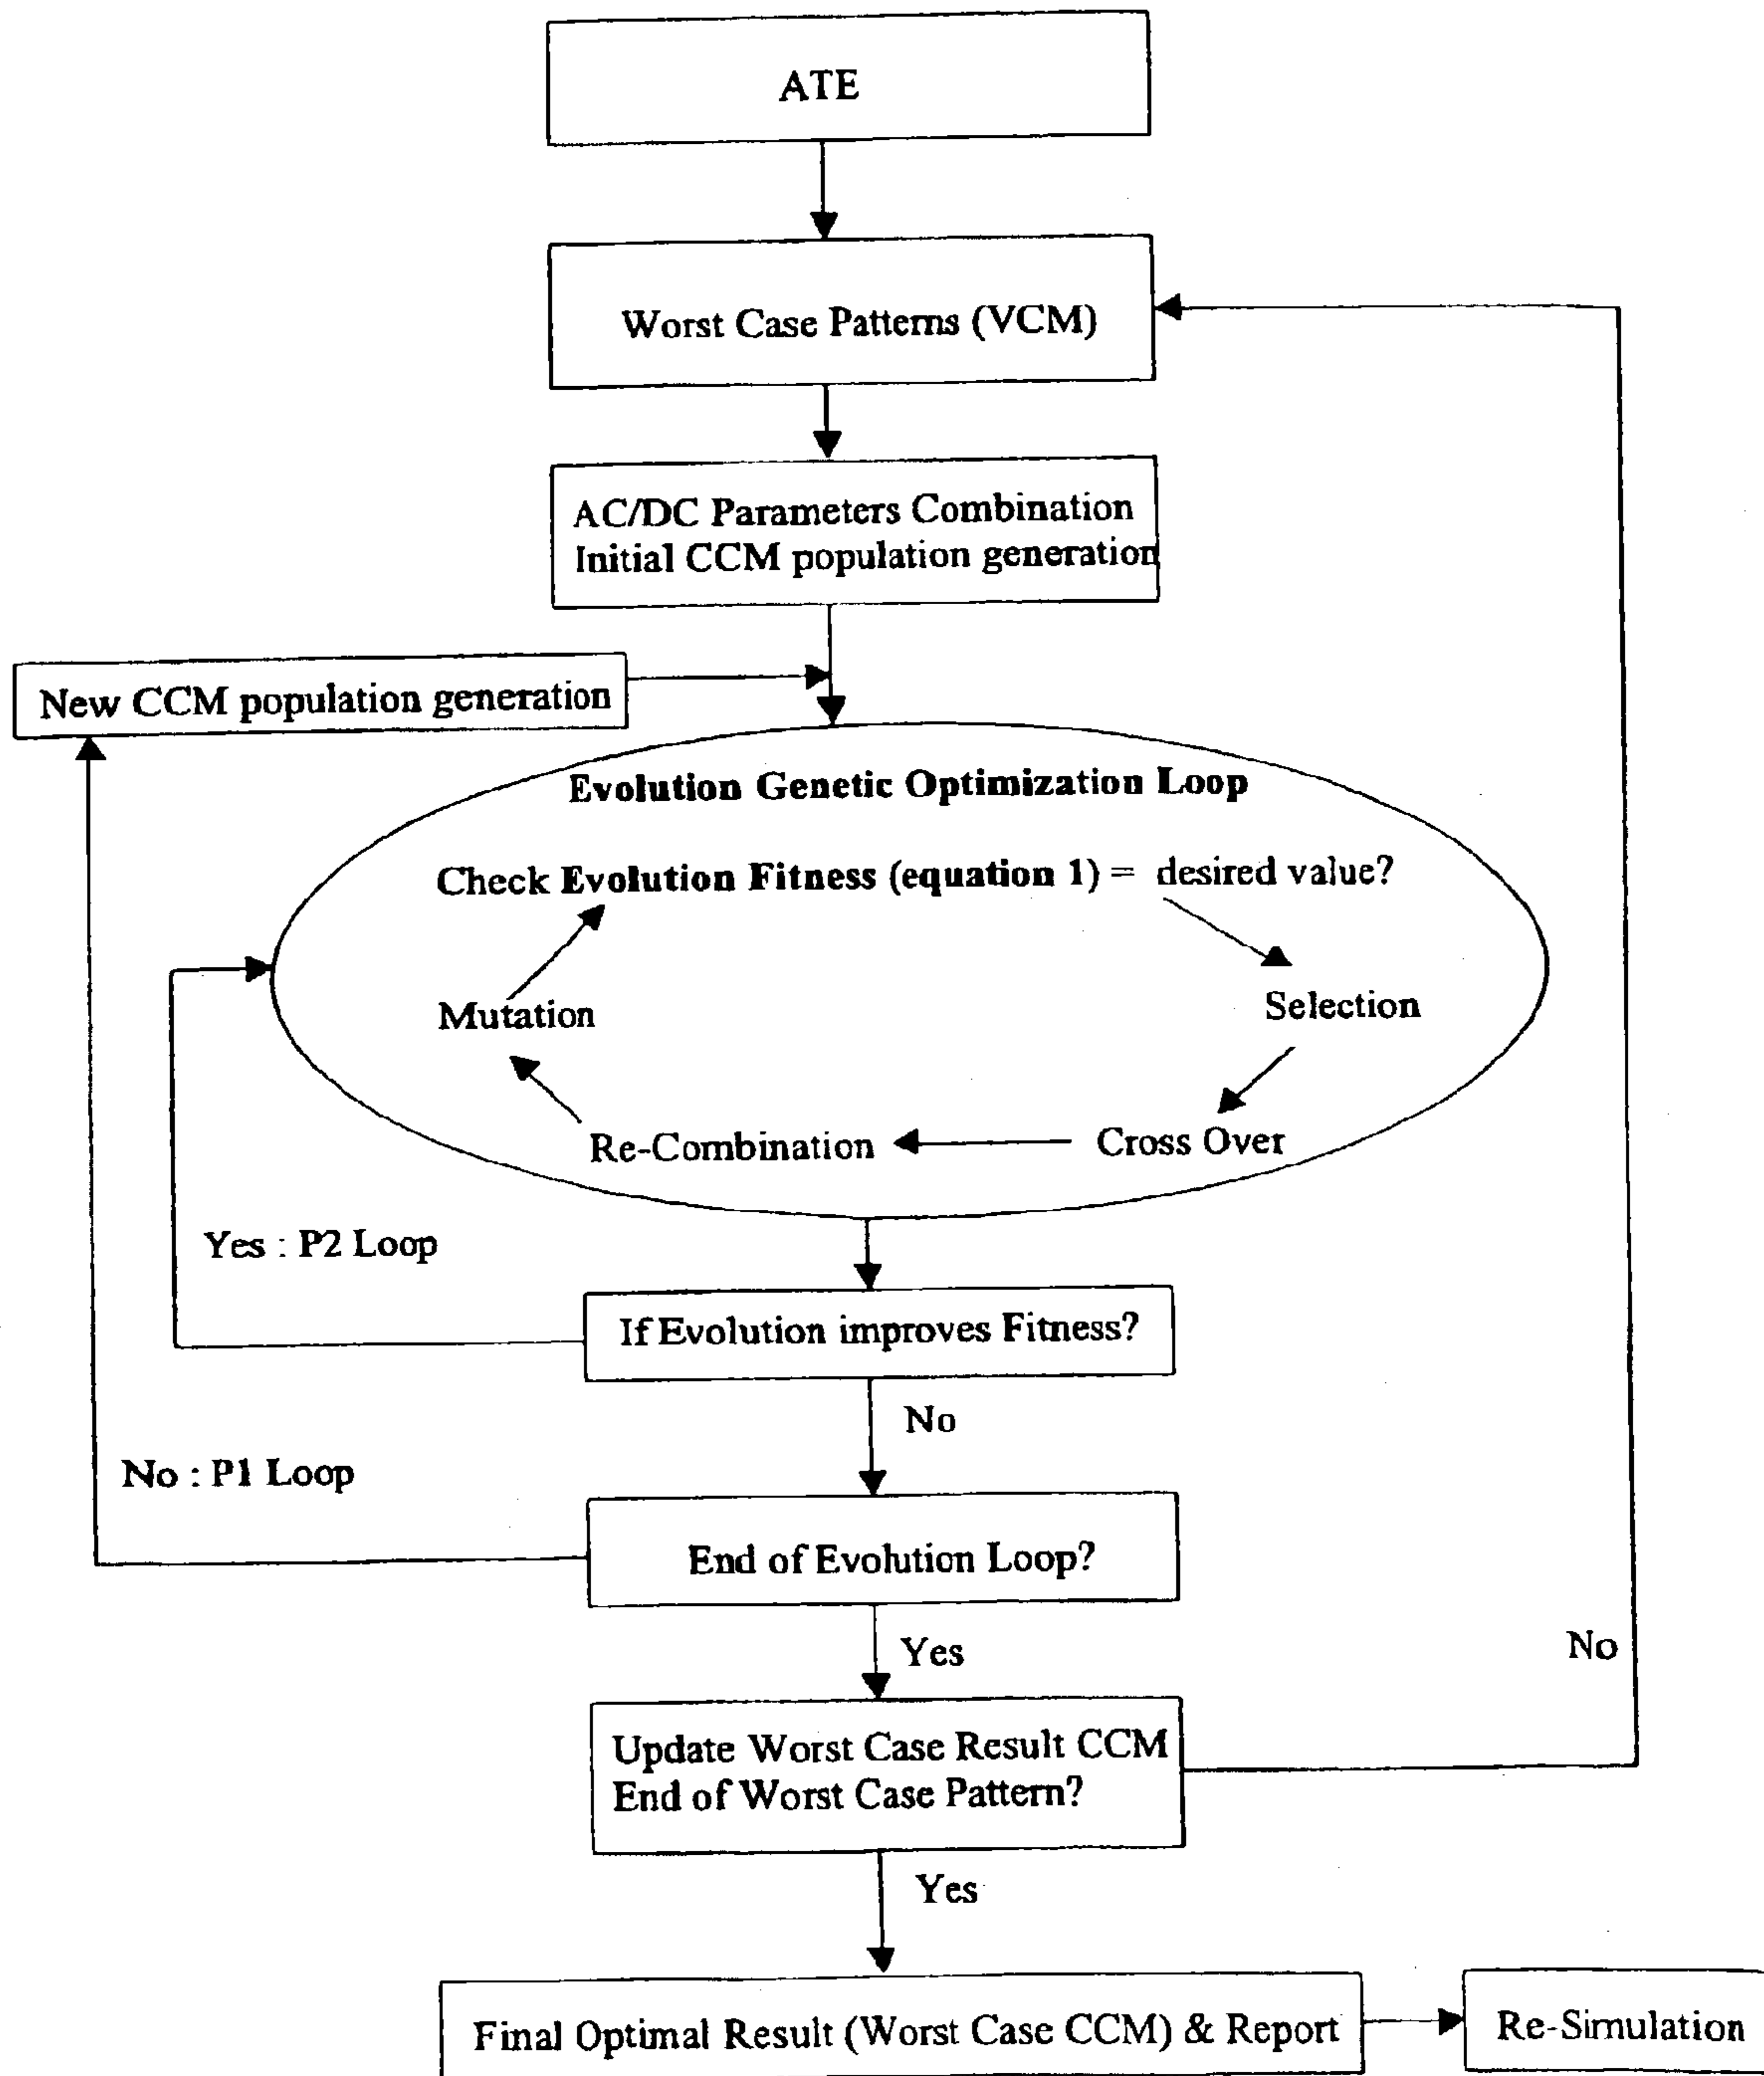 ATE
Worst Case Patterns (VCM)
AC/DC Parameters Combination
Initial CCM population generation
New CCM population generation
Evolution Genetic Optimization Loop
Check Evolution Fitness (equation 1) = desired value?
Mutation
Selection
Re-Combination
Cross Over
Yes : P2 Loop
If Evolution improves Fitness?
No
No : P1 Loop
End of Evolution Loop?
Yes
No
Update Worst Case Result CCM
End of Worst Case Pattern?
Yes
Final Optimal Result (Worst Case CCM) & Report
Re-Simulation